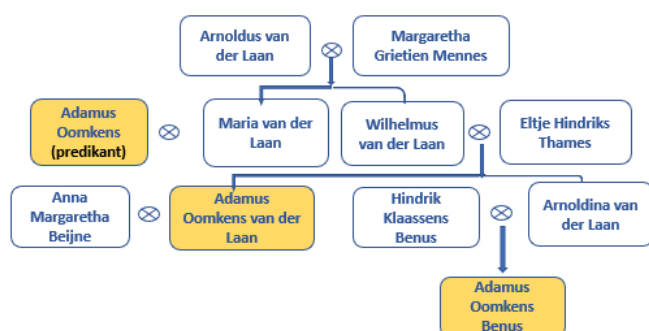 Arnoldus van
der Laan
Margaretha
Grietien Mennes
Adamus
Oomkens
(predikant)
Maria van der
Laan
Wilhelmus
van der Laan
Eltje Hindriks
Thames
Anna
Margaretha
Beijne
Adamus
Oomkens van der
Laan
Hindrik
Klaassens
Benus
Arnoldina van
der Laan
Adamus
Oomkens
Benus